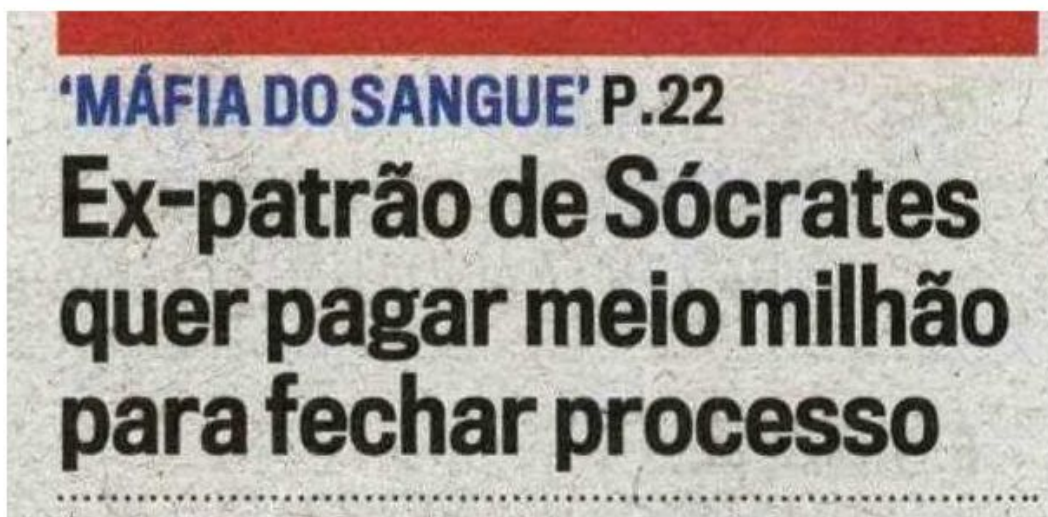 ‘MÁFIA DO SANGUE’ P.22
Ex-patrão de Sócrates
quer pagar meio milhão
para fechar processo